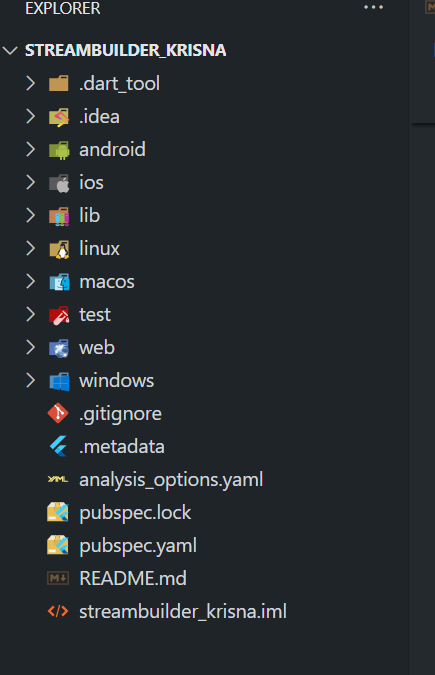 EXPLORER
STREAMBUILDER_KRISNA
.dart_tool
.idea
android
ios
lib
linux
macos
test
web
windows
.gitignore
.metadata
analysis_options.yaml
pubspec.lock
pubspec.yaml
README.md
streambuilder_krisna.iml